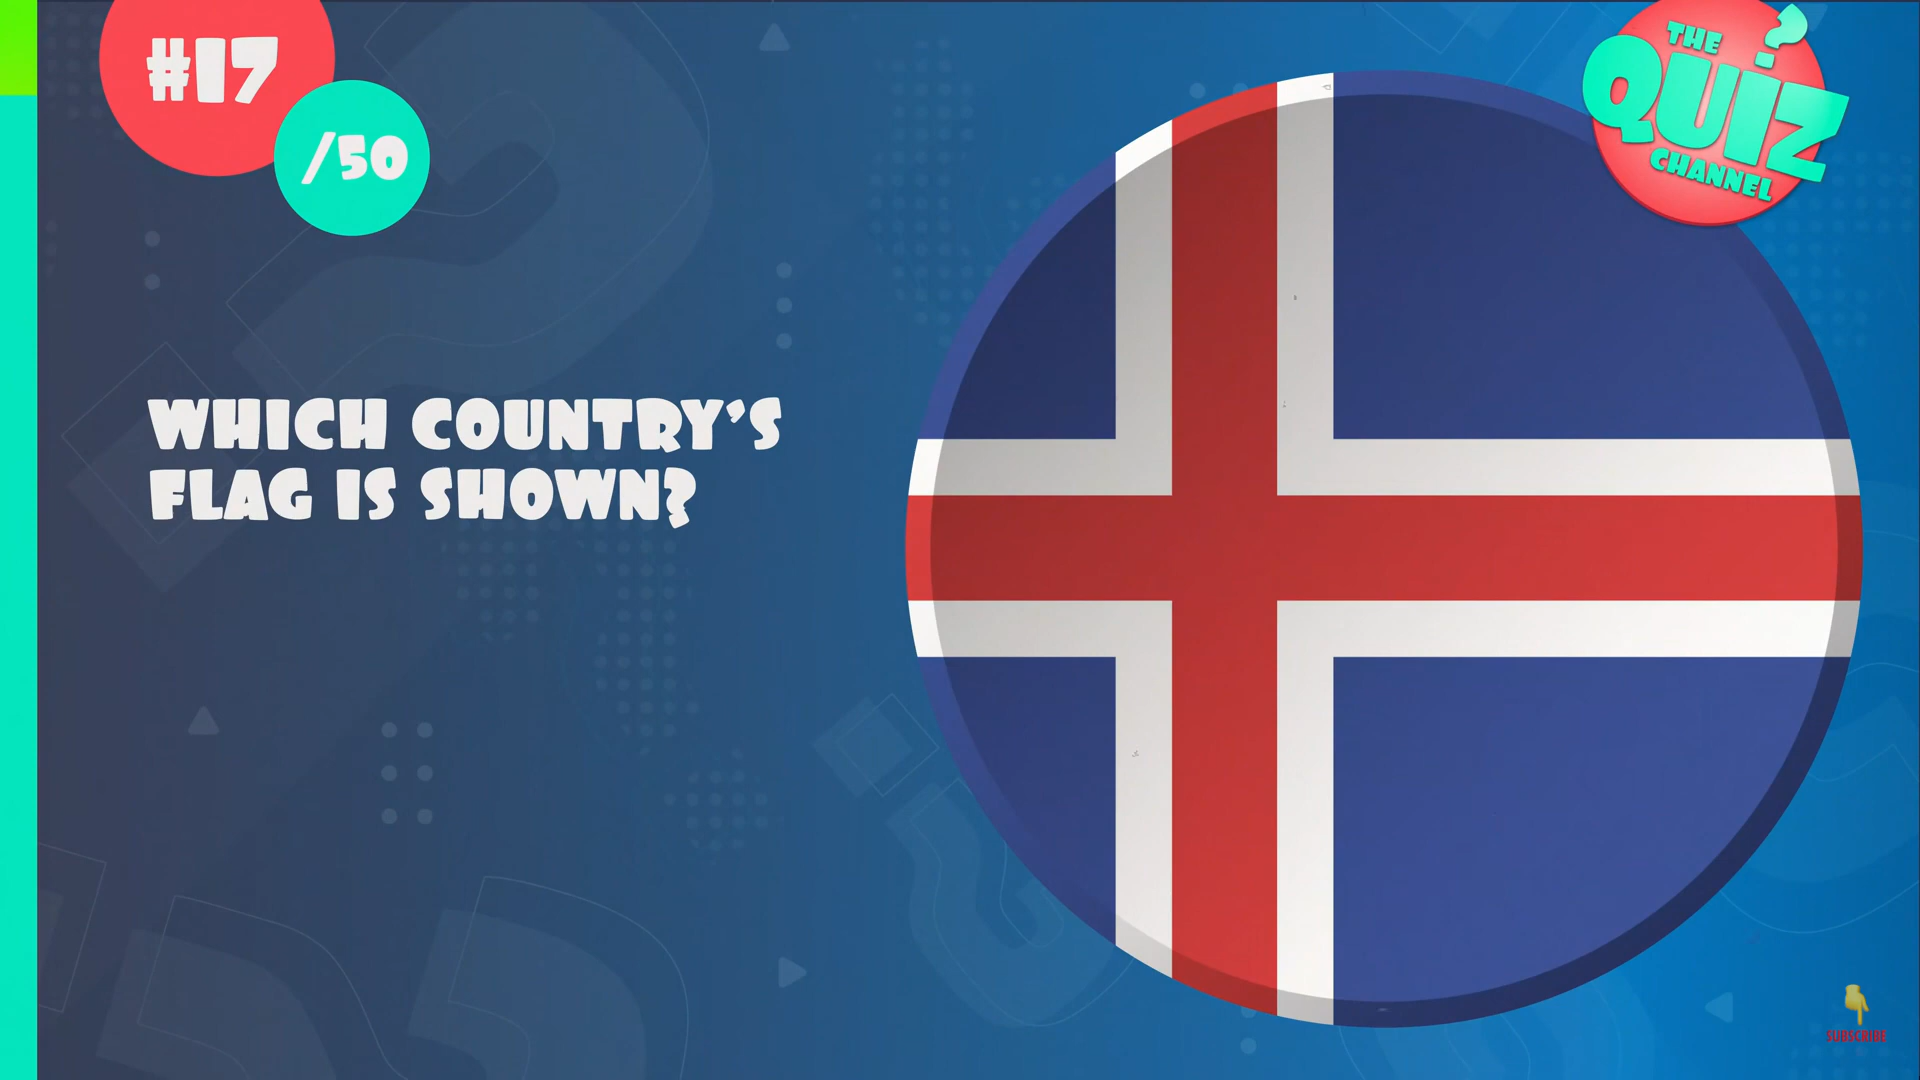 #17
/50
THE
QUIZ
CHANNEL
WHICH COUNTRY'S
FLAG IS SHOWN?
SUBSCRIBE